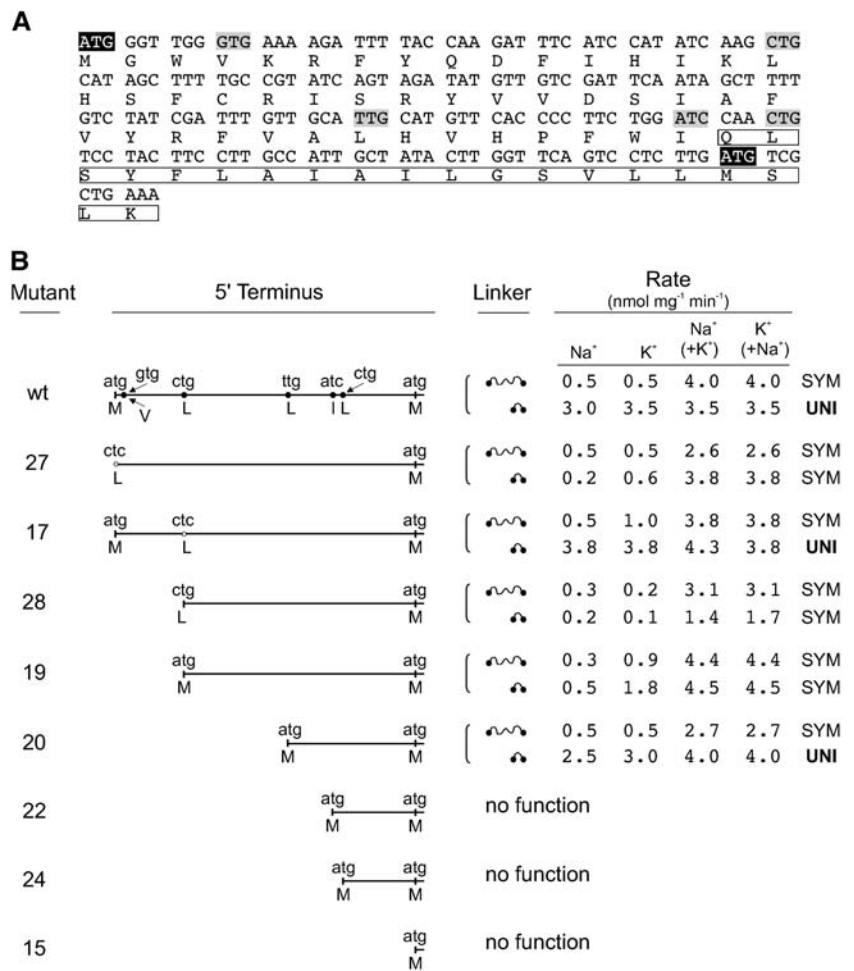 A
ATG GGT TGG GTG AAA AGA TTT TAC CAA GAT TTC ATC CAT ATC AAG CTG
M G W V K R F Y Q D F I H I K L
CAT AGC TTT TGC CGT ATC AGT AGA TAT GTT GTC GAT TCA ATA GCT TTT
H S F C R I S R Y V V D S I A F
GTC TAT CGA TTT GTT GCA TTG CAT GTT CAC CCC TTC TGG ATC CAA CTG
V Y R F V A L H V H P F W I Q L
TCC TAC TTC CTT GCC ATT GCT ATA CTT GGT TCA GTC CTC TTG ATG TCG
S Y F L A I A I L G S V L L M S
CTG AAA
L K
B
Mutant 5' Terminus Linker Rate
(nmol mg⁻¹ min⁻¹)
Na⁺ K⁺ Na⁺ (+K⁺) K⁺ (+Na⁺)
wt
atg gtg ctg ttg atc ctg atg
M V L L I L M
0.5 0.5 4.0 4.0 SYM
3.0 3.5 3.5 3.5 UNI
27
ctc atg
L M
0.5 0.5 2.6 2.6 SYM
0.2 0.6 3.8 3.8 SYM
17
atg ctc atg
M L M
0.5 1.0 3.8 3.8 SYM
3.8 3.8 4.3 3.8 UNI
28
ctg atg
L M
0.3 0.2 3.1 3.1 SYM
0.2 0.1 1.4 1.7 SYM
19
atg atg
M M
0.3 0.9 4.4 4.4 SYM
0.5 1.8 4.5 4.5 SYM
20
atg atg
M M
0.5 0.5 2.7 2.7 SYM
2.5 3.0 4.0 4.0 UNI
22
atg atg
M M
no function
24
atg atg
M M
no function
15
atg
M
no function